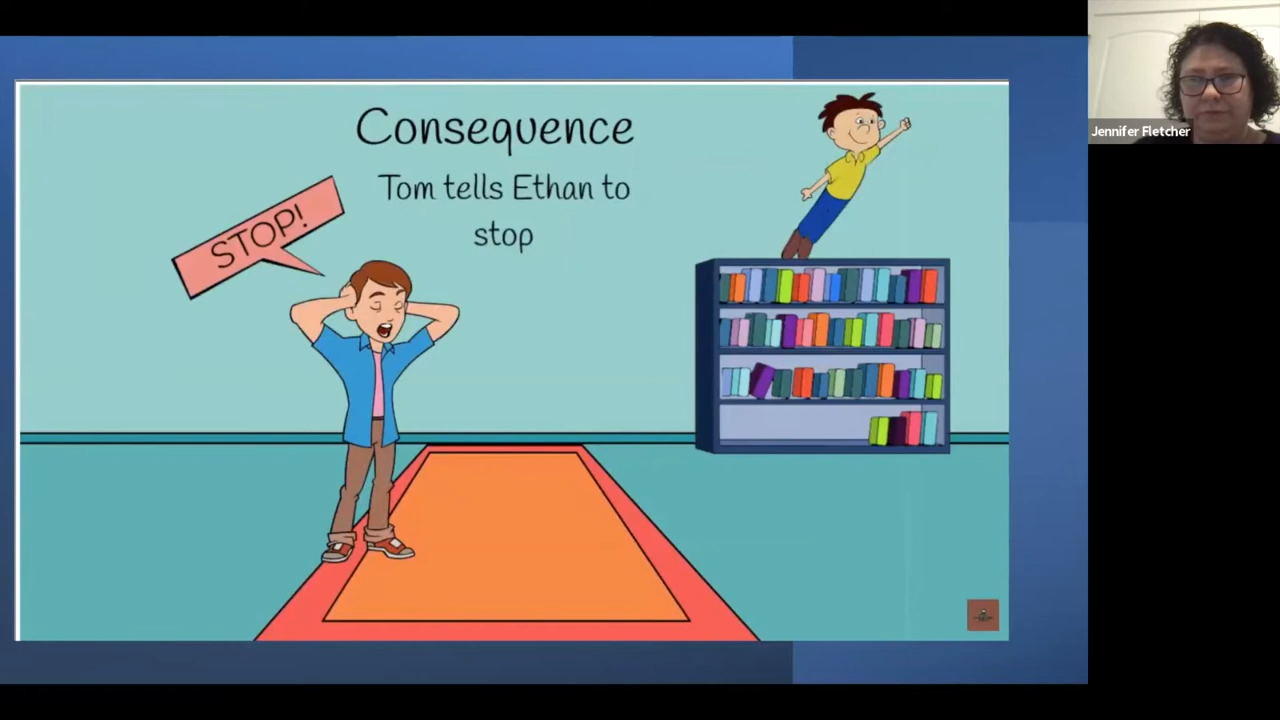 Consequence
Tom tells Ethan to
stop
STOP!
Jennifer Fletcher